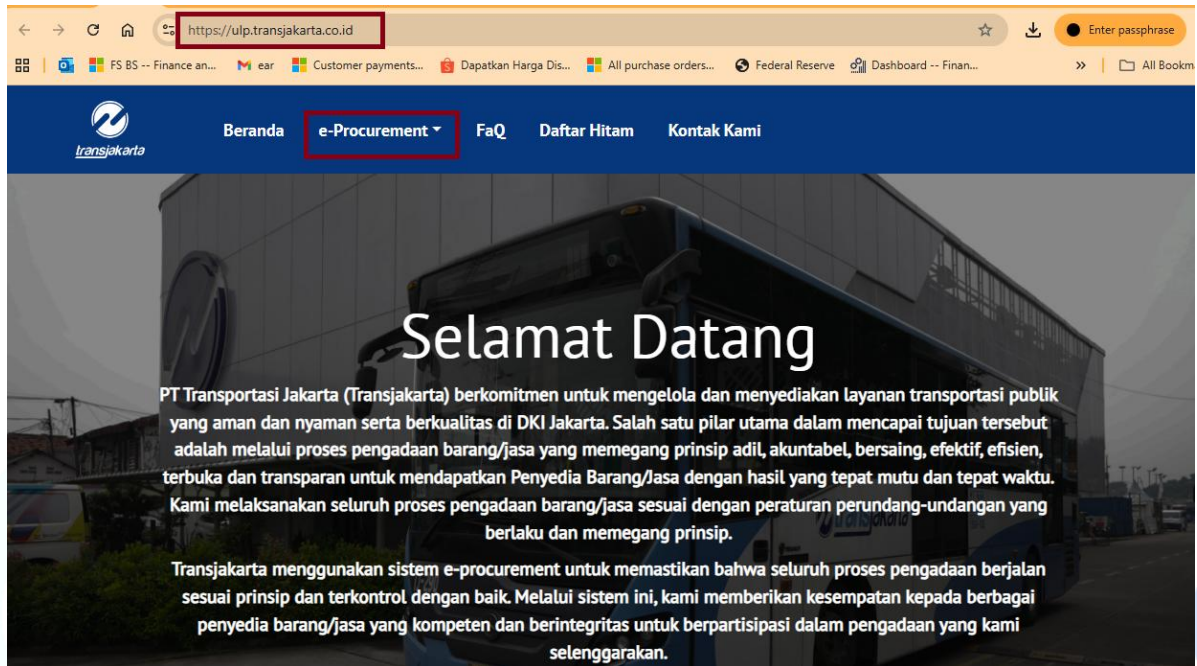 https://ulp.transjakarta.co.id
Enter passphrase
FS BS -- Finance an...
ear
Customer payments...
Dapatkan Harga Dis...
All purchase orders...
Federal Reserve
Dashboard -- Finan...
»
All Bookm
transjakarta
Beranda
e-Procurement
FaQ
Daftar Hitam
Kontak Kami
Selamat Datang
PT Transportasi Jakarta (Transjakarta) berkomitmen untuk mengelola dan menyediakan layanan transportasi publik
yang aman dan nyaman serta berkualitas di DKI Jakarta. Salah satu pilar utama dalam mencapai tujuan tersebut
adalah melalui proses pengadaan barang/jasa yang memegang prinsip adil, akuntabel, bersaing, efektif, efisien,
terbuka dan transparan untuk mendapatkan Penyedia Barang/Jasa dengan hasil yang tepat mutu dan tepat waktu.
Kami melaksanakan seluruh proses pengadaan barang/jasa sesuai dengan peraturan perundang-undangan yang
berlaku dan memegang prinsip.
Transjakarta menggunakan sistem e-procurement untuk memastikan bahwa seluruh proses pengadaan berjalan
sesuai prinsip dan terkontrol dengan baik. Melalui sistem ini, kami memberikan kesempatan kepada berbagai
penyedia barang/jasa yang kompeten dan berintegritas untuk berpartisipasi dalam pengadaan yang kami
selenggarakan.